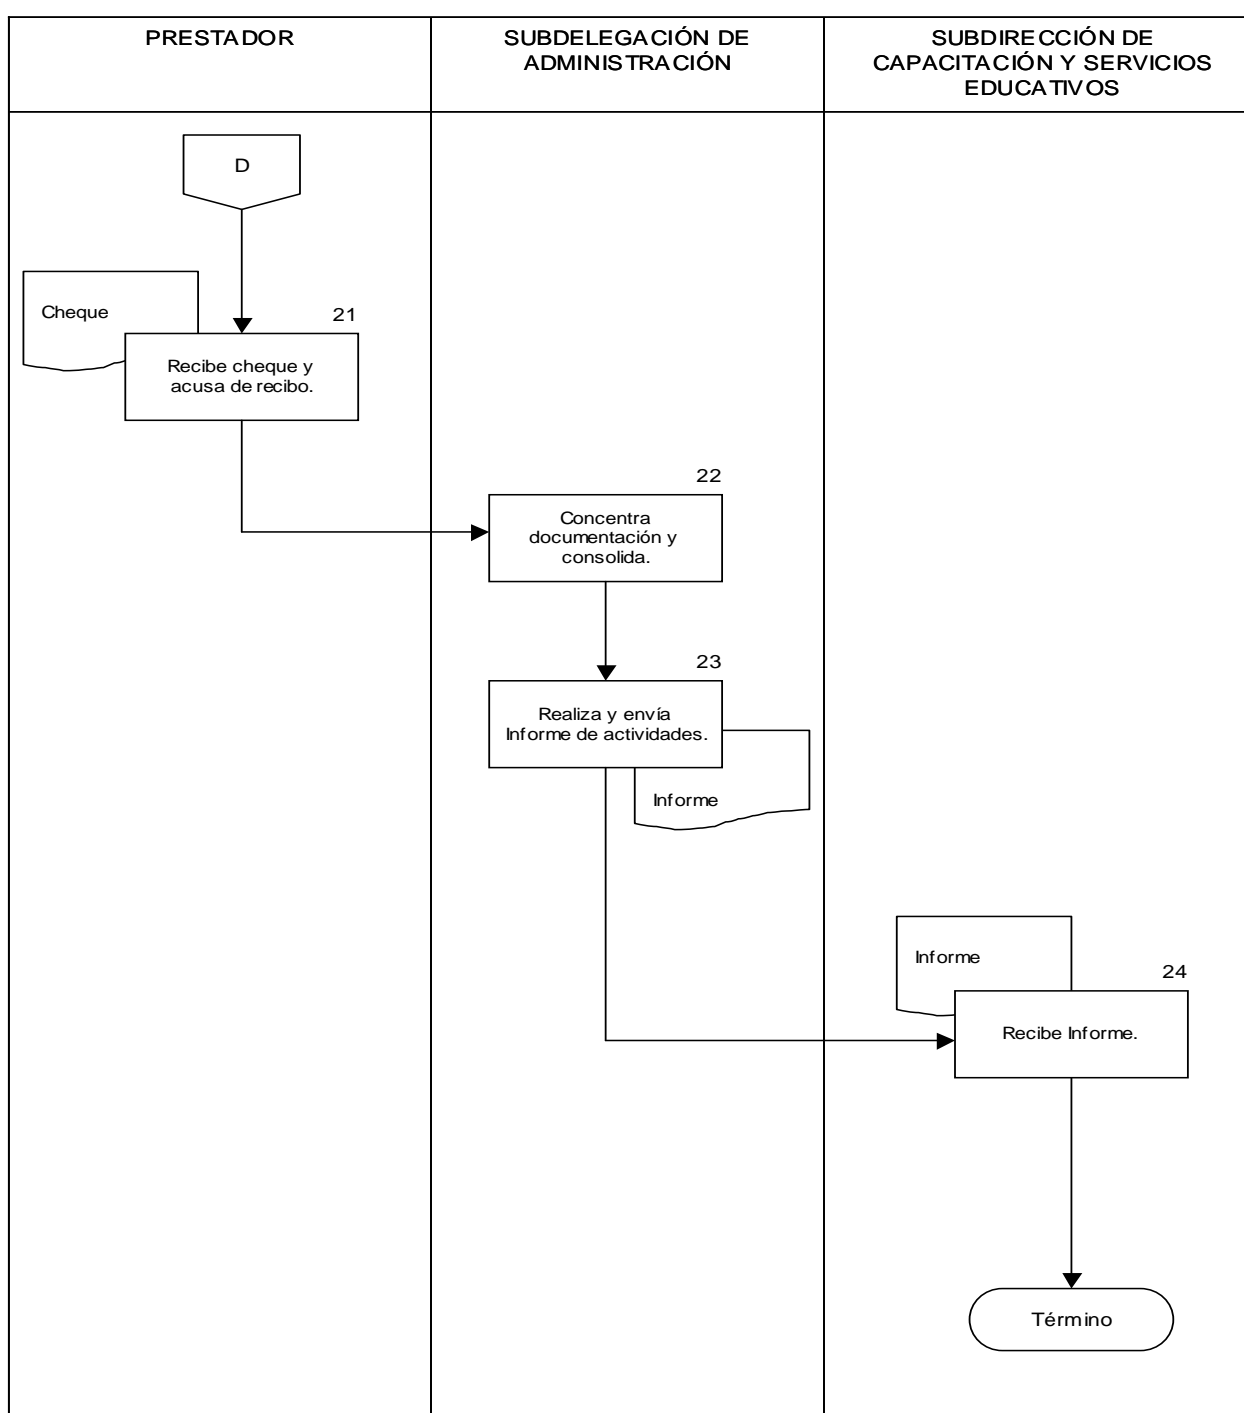 PRESTADOR
SUBDELEGACIÓN DE
ADMINISTRACIÓN
SUBDIRECCIÓN DE
CAPACITACIÓN Y SERVICIOS
EDUCATIVOS
D
Cheque
21
Recibe cheque y
acusa de recibo.
22
Concentra
documentación y
consolida.
23
Realiza y envía
Informe de actividades.
Informe
Informe
24
Recibe Informe.
Término